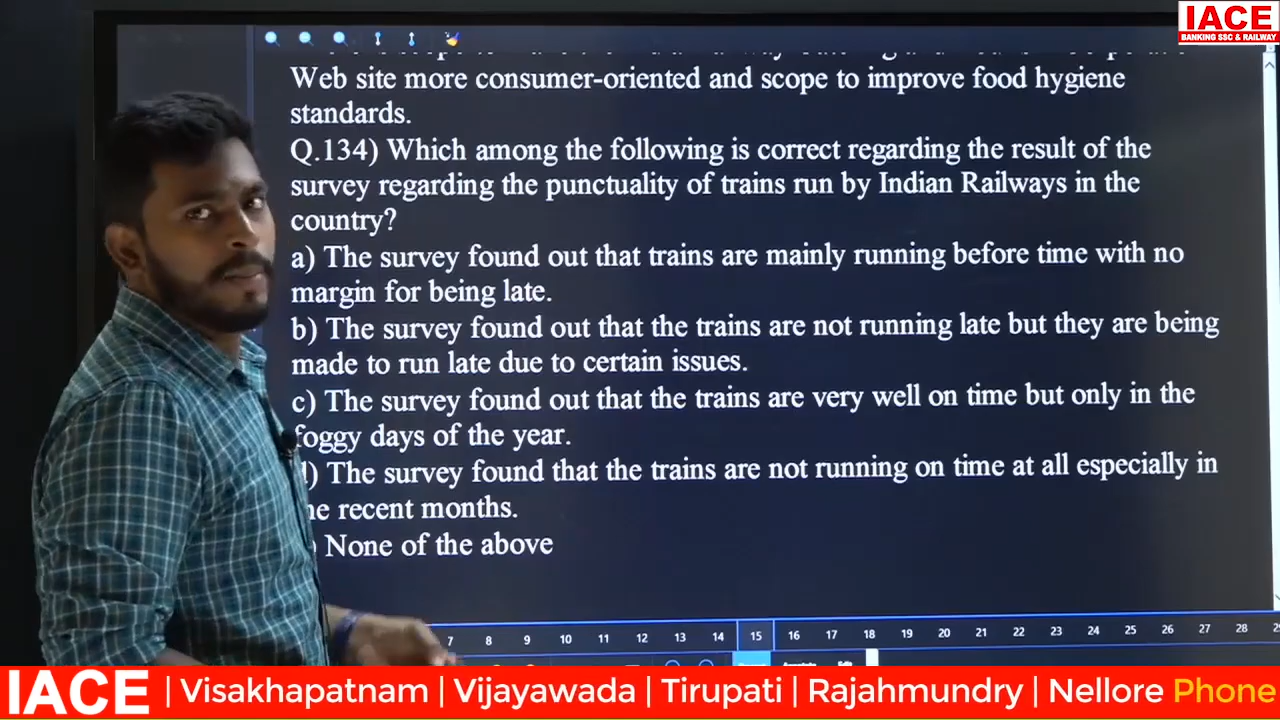 IACE
BANKING SSC & RAILWAY
Web site more consumer-oriented and scope to improve food hygiene
standards.
Q.134) Which among the following is correct regarding the result of the
survey regarding the punctuality of trains run by Indian Railways in the
country?
a) The survey found out that trains are mainly running before time with no
margin for being late.
b) The survey found out that the trains are not running late but they are being
made to run late due to certain issues.
c) The survey found out that the trains are very well on time but only in the
foggy days of the year.
) The survey found that the trains are not running on time at all especially in
he recent months.
) None of the above
7 8 9 10 11 12 13 14 15 16 17 18 19 20 21 22 23 24 25 26 27 28
IACE | Visakhapatnam | Vijayawada | Tirupati | Rajahmundry | Nellore Phone